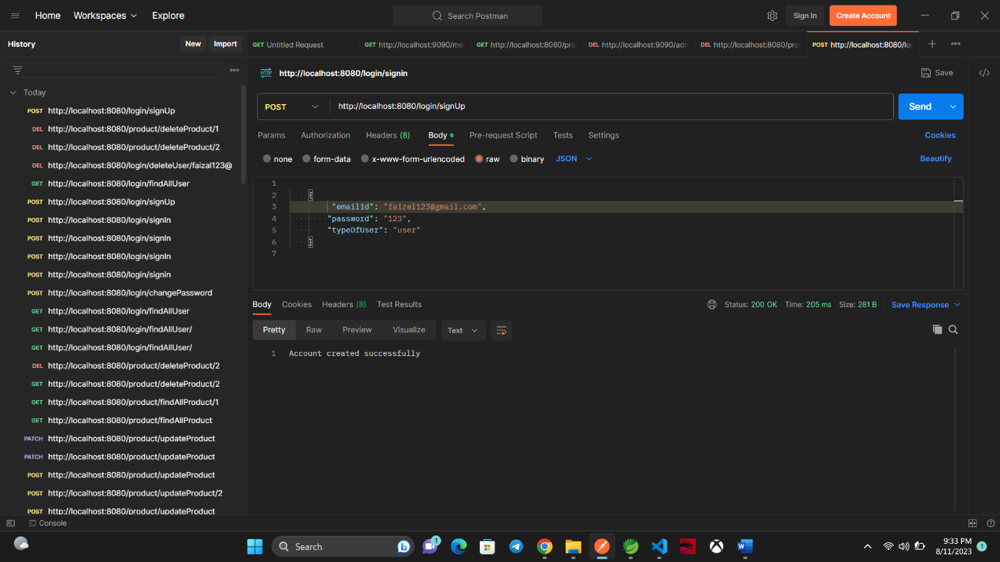 Home Workspaces Explore Search Postman Sign In Create Account
History New Import
GET Untitled Request GET http://localhost:9090/me GET http://localhost:8080/pro DEL http://localhost:9090/adn DEL http://localhost:8080/pro POST http://localhost:8080/log
HTTP http://localhost:8080/login/signin Save
Today
POST http://localhost:8080/login/signUp
DEL http://localhost:8080/product/deleteProduct/1
DEL http://localhost:8080/product/deleteProduct/2
DEL http://localhost:8080/login/deleteUser/faizal123@
GET http://localhost:8080/login/findAllUser
POST http://localhost:8080/login/signUp
POST http://localhost:8080/login/signIn
POST http://localhost:8080/login/signIn
POST http://localhost:8080/login/signIn
POST http://localhost:8080/login/signin
POST http://localhost:8080/login/changePassword
GET http://localhost:8080/login/findAllUser
GET http://localhost:8080/login/findAllUser/
GET http://localhost:8080/login/findAllUser/
DEL http://localhost:8080/product/deleteProduct/2
GET http://localhost:8080/product/deleteProduct/2
GET http://localhost:8080/product/findAllProduct/1
GET http://localhost:8080/product/findAllProduct
PATCH http://localhost:8080/product/updateProduct
PATCH http://localhost:8080/product/updateProduct
POST http://localhost:8080/product/updateProduct
POST http://localhost:8080/product/updateProduct/2
POST http://localhost:8080/product/updateProduct
POST http://localhost:8080/login/signUp Send
Params Authorization Headers (8) Body Pre-request Script Tests Settings Cookies
none form-data x-www-form-urlencoded raw binary JSON Beautify
1
2 {
3 "emailid": "faizal123@gmail.com",
4 "password": "123",
5 "typeOfUser": "user"
6 }
7
Body Cookies Headers (8) Test Results Status: 200 OK Time: 205 ms Size: 281 B Save Response
Pretty Raw Preview Visualize Text
1 Account created successfully
Console
Search 1 9:33 PM
8/11/2023 1